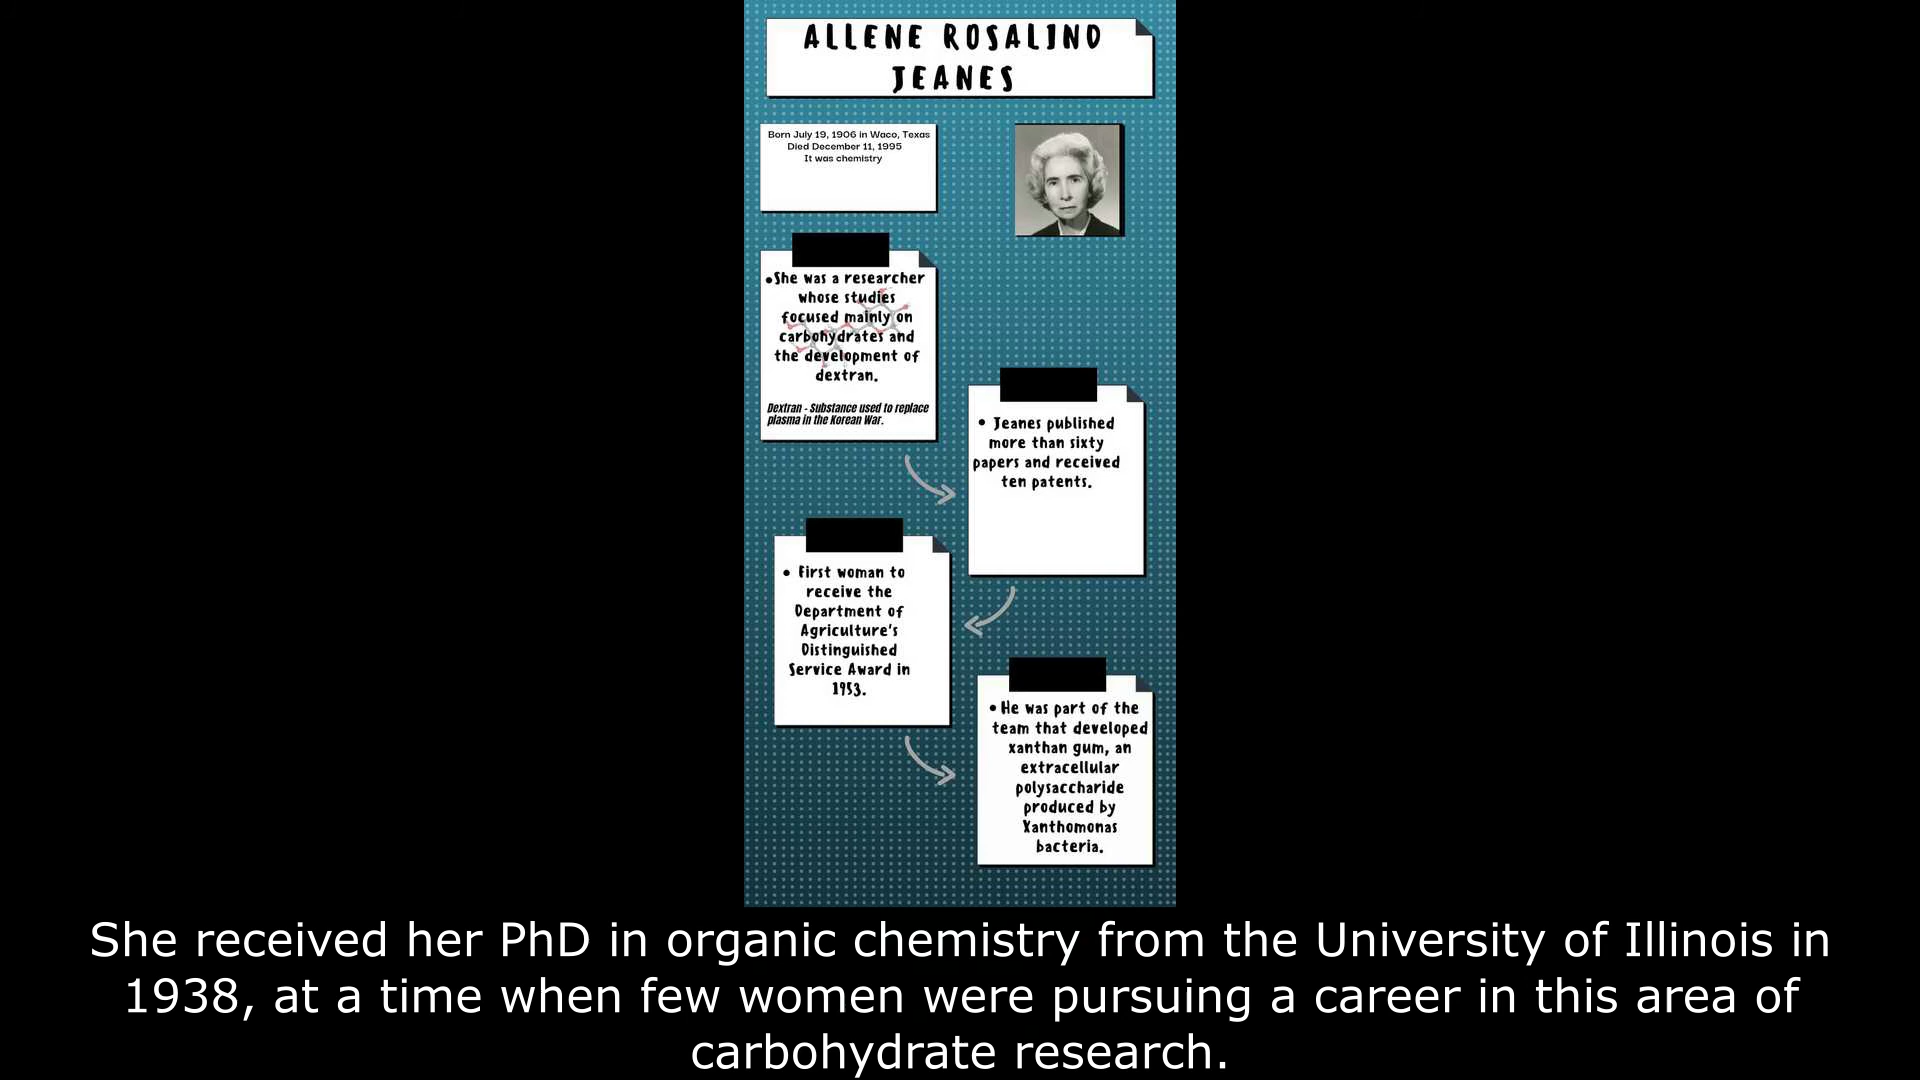 ALLENE ROSALIND
JEANES
Born July 19, 1906 in Waco, Texas
Died December 11, 1995
It was chemistry
•She was a researcher
whose studies
focused mainly on
carbohydrates and
the development of
dextran.
Dextran - Substance used to replace
plasma in the Korean War.
• Jeanes published
more than sixty
papers and received
ten patents.
• First woman to
receive the
Department of
Agriculture's
Distinguished
Service Award in
1953.
•He was part of the
team that developed
xanthan gum, an
extracellular
polysaccharide
produced by
Xanthomonas
bacteria.
She received her PhD in organic chemistry from the University of Illinois in
1938, at a time when few women were pursuing a career in this area of
carbohydrate research.